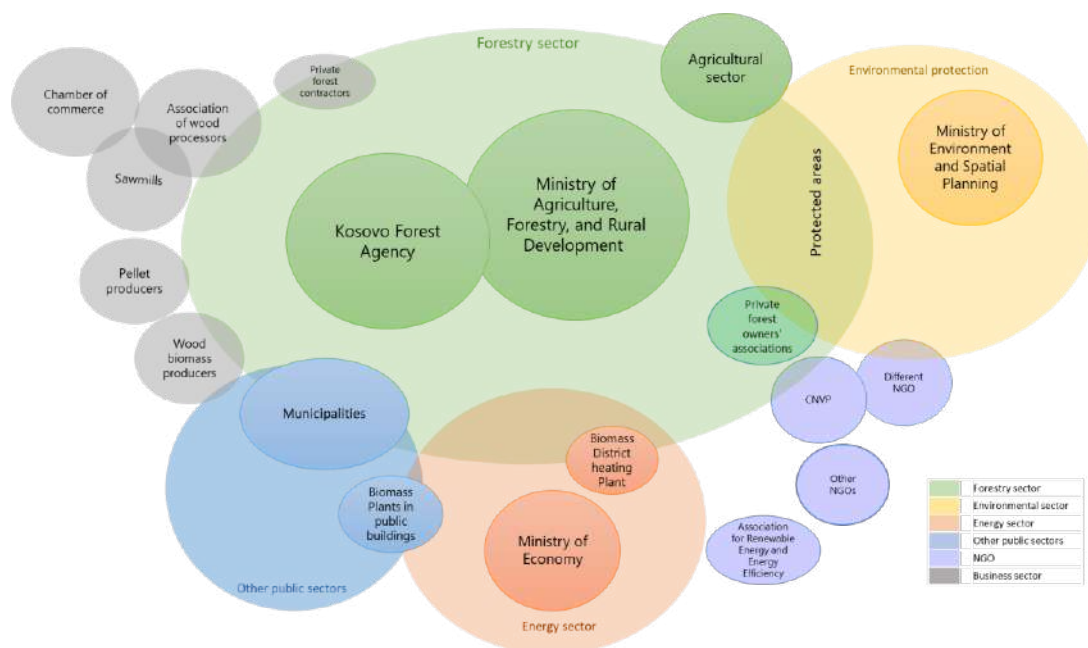 Forestry sector
Agricultural
sector
Environmental protection
Private
forest
contractors
Chamber of
commerce
Association
of wood
processors
Sawmills
Ministry of
Environment
and Spatial
Planning
Ministry of
Agriculture,
Forestry, and Rural
Development
Kosovo Forest
Agency
Protected areas
Pellet
producers
Private
forest
owners'
associations
Wood
biomass
producers
Municipalities
CNVP
Different
NGO
Biomass
District
heating
Plant
Other
NGOs
Biomass
Plants in
public
buildings
Ministry of
Economy
Association
for Renewable
Energy and
Energy
Efficiency
Other public sectors
Energy sector
Forestry sector
Environmental sector
Energy sector
Other public sectors
NGO
Business sector